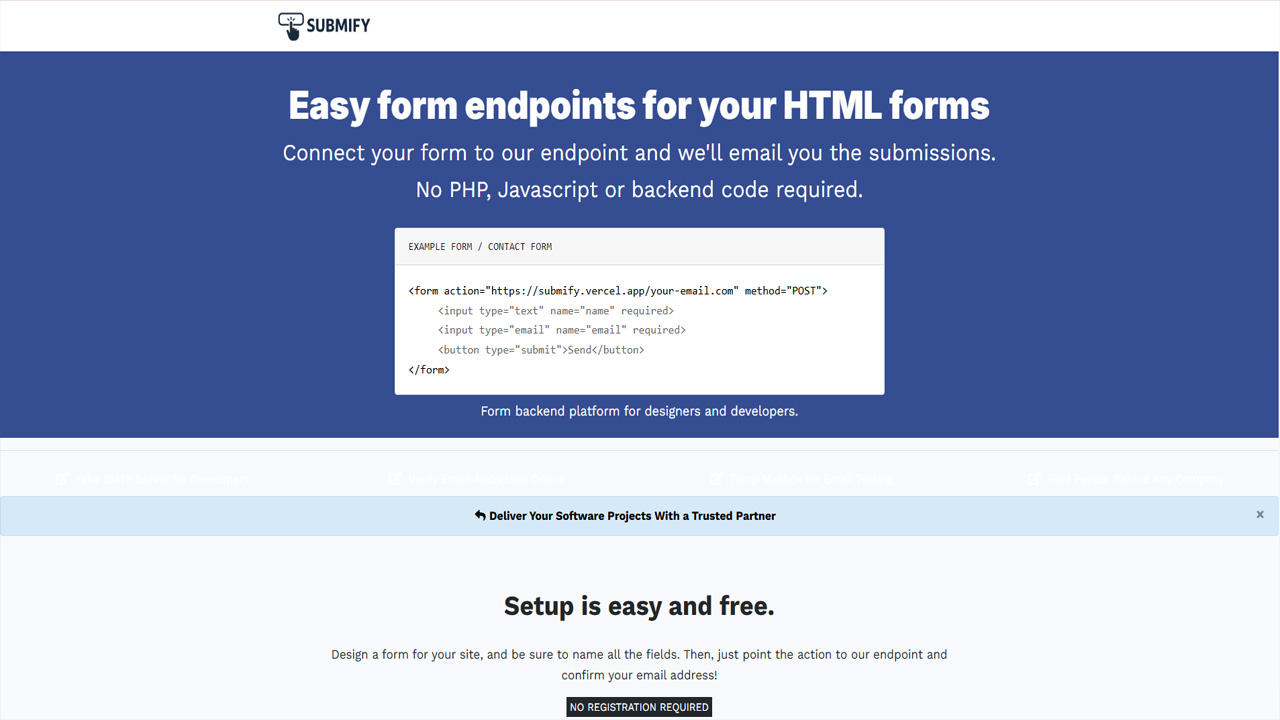 SUBMIFY
Easy form endpoints for your HTML forms
Connect your form to our endpoint and we'll email you the submissions.
No PHP, Javascript or backend code required.
EXAMPLE FORM / CONTACT FORM
<form action="https://submify.vercel.app/your-email.com" method="POST">
<input type="text" name="name" required>
<input type="email" name="email" required>
<button type="submit">Send</button>
</form>
Form backend platform for designers and developers.
Deliver Your Software Projects With a Trusted Partner
×
Setup is easy and free.
Design a form for your site, and be sure to name all the fields. Then, just point the action to our endpoint and
confirm your email address!
NO REGISTRATION REQUIRED